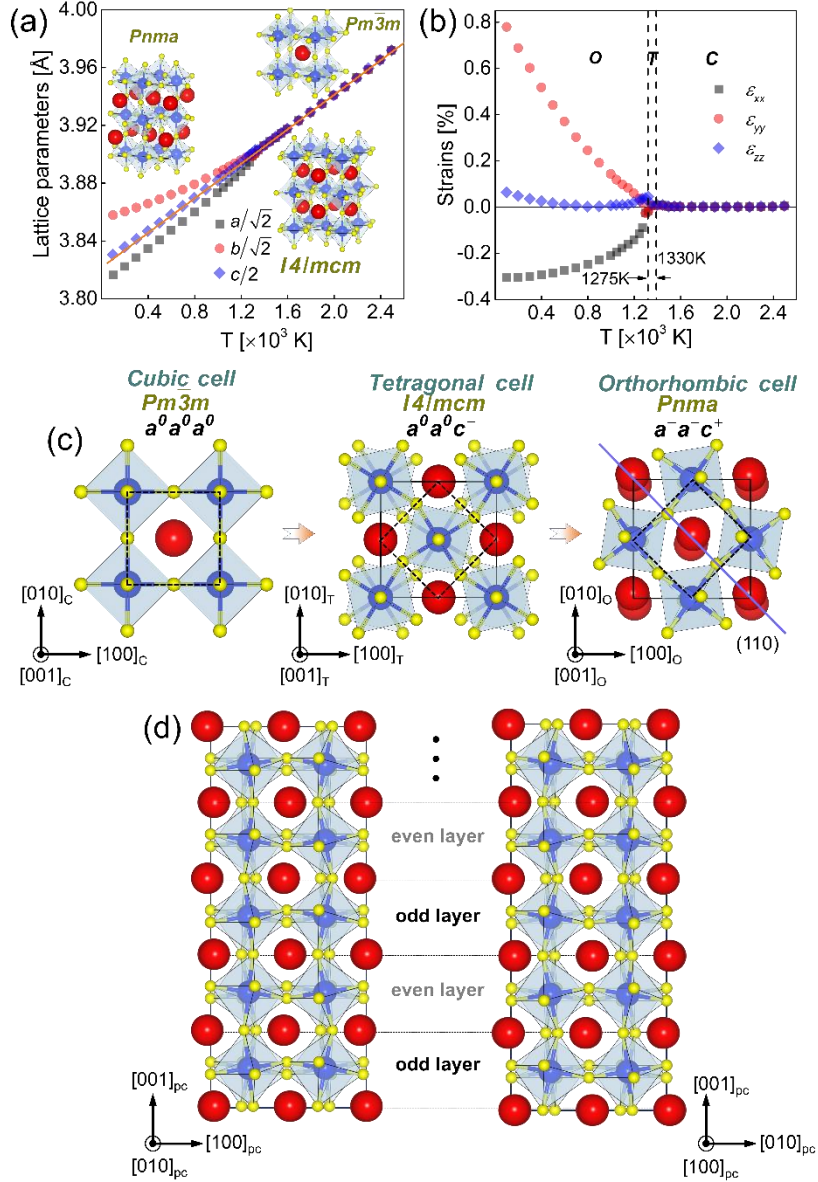 (a)
Pnma
Pm3̅m
I4/mcm
4.00
3.96
3.92
3.88
3.84
3.80
Lattice parameters [Å]
a/√2
b/√2
c/2
0.4 0.8 1.2 1.6 2.0 2.4
T [×10³ K]
(b)
O T C
εxx
εyy
εzz
0.8
0.6
0.4
0.2
0.0
-0.2
-0.4
Strains [%]
1275K
1330K
0.4 0.8 1.2 1.6 2.0 2.4
T [×10³ K]
(c)
Cubic cell
Pm3̅m
a⁰a⁰a⁰
[010]C
[100]C
[001]C
Tetragonal cell
I4/mcm
a⁰a⁰c⁻
[010]T
[100]T
[001]T
Orthorhombic cell
Pnma
a⁻a⁻c⁺
(110)
[010]O
[100]O
[001]O
(d)
even layer
odd layer
even layer
odd layer
[001]pc
[100]pc
[010]pc
[001]pc
[010]pc
[100]pc